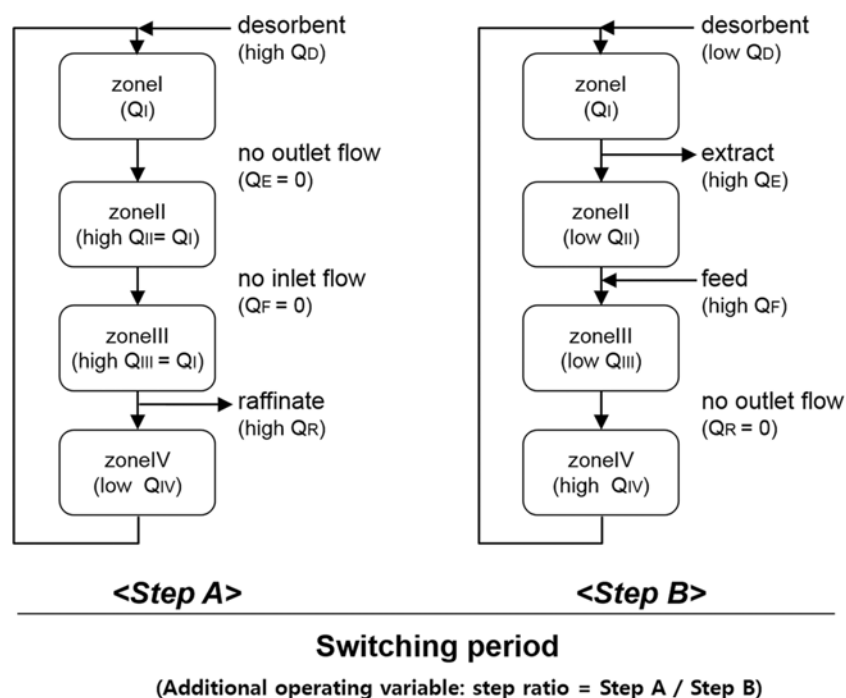 desorbent
(high QD)
zoneI
(QI)
no outlet flow
(QE = 0)
zoneII
(high QII= QI)
no inlet flow
(QF = 0)
zoneIII
(high QIII = QI)
raffinate
(high QR)
zoneIV
(low QIV)
<Step A>
desorbent
(low QD)
zoneI
(QI)
extract
(high QE)
zoneII
(low QII)
feed
(high QF)
zoneIII
(low QIII)
no outlet flow
(QR = 0)
zoneIV
(high QIV)
<Step B>
Switching period
(Additional operating variable: step ratio = Step A / Step B)